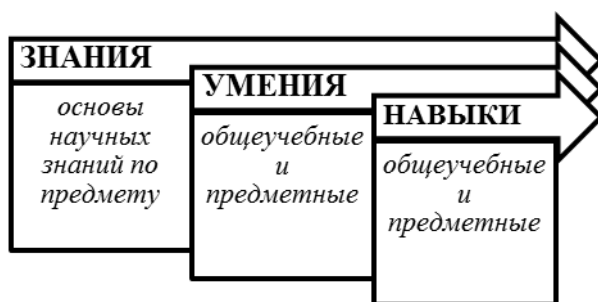 ЗНАНИЯ
основы
научных
знаний по
предмету
УМЕНИЯ
общеучебные
и
предметные
НАВЫКИ
общеучебные
и
предметные